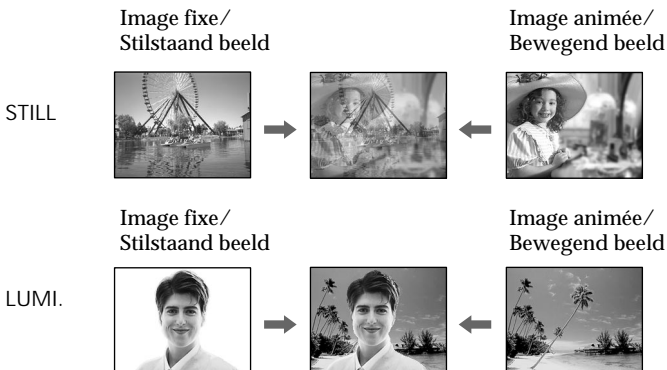 Image fixe/
Stilstaand beeld
Image animée/
Bewegend beeld
STILL
Image fixe/
Stilstaand beeld
Image animée/
Bewegend beeld
LUMI.